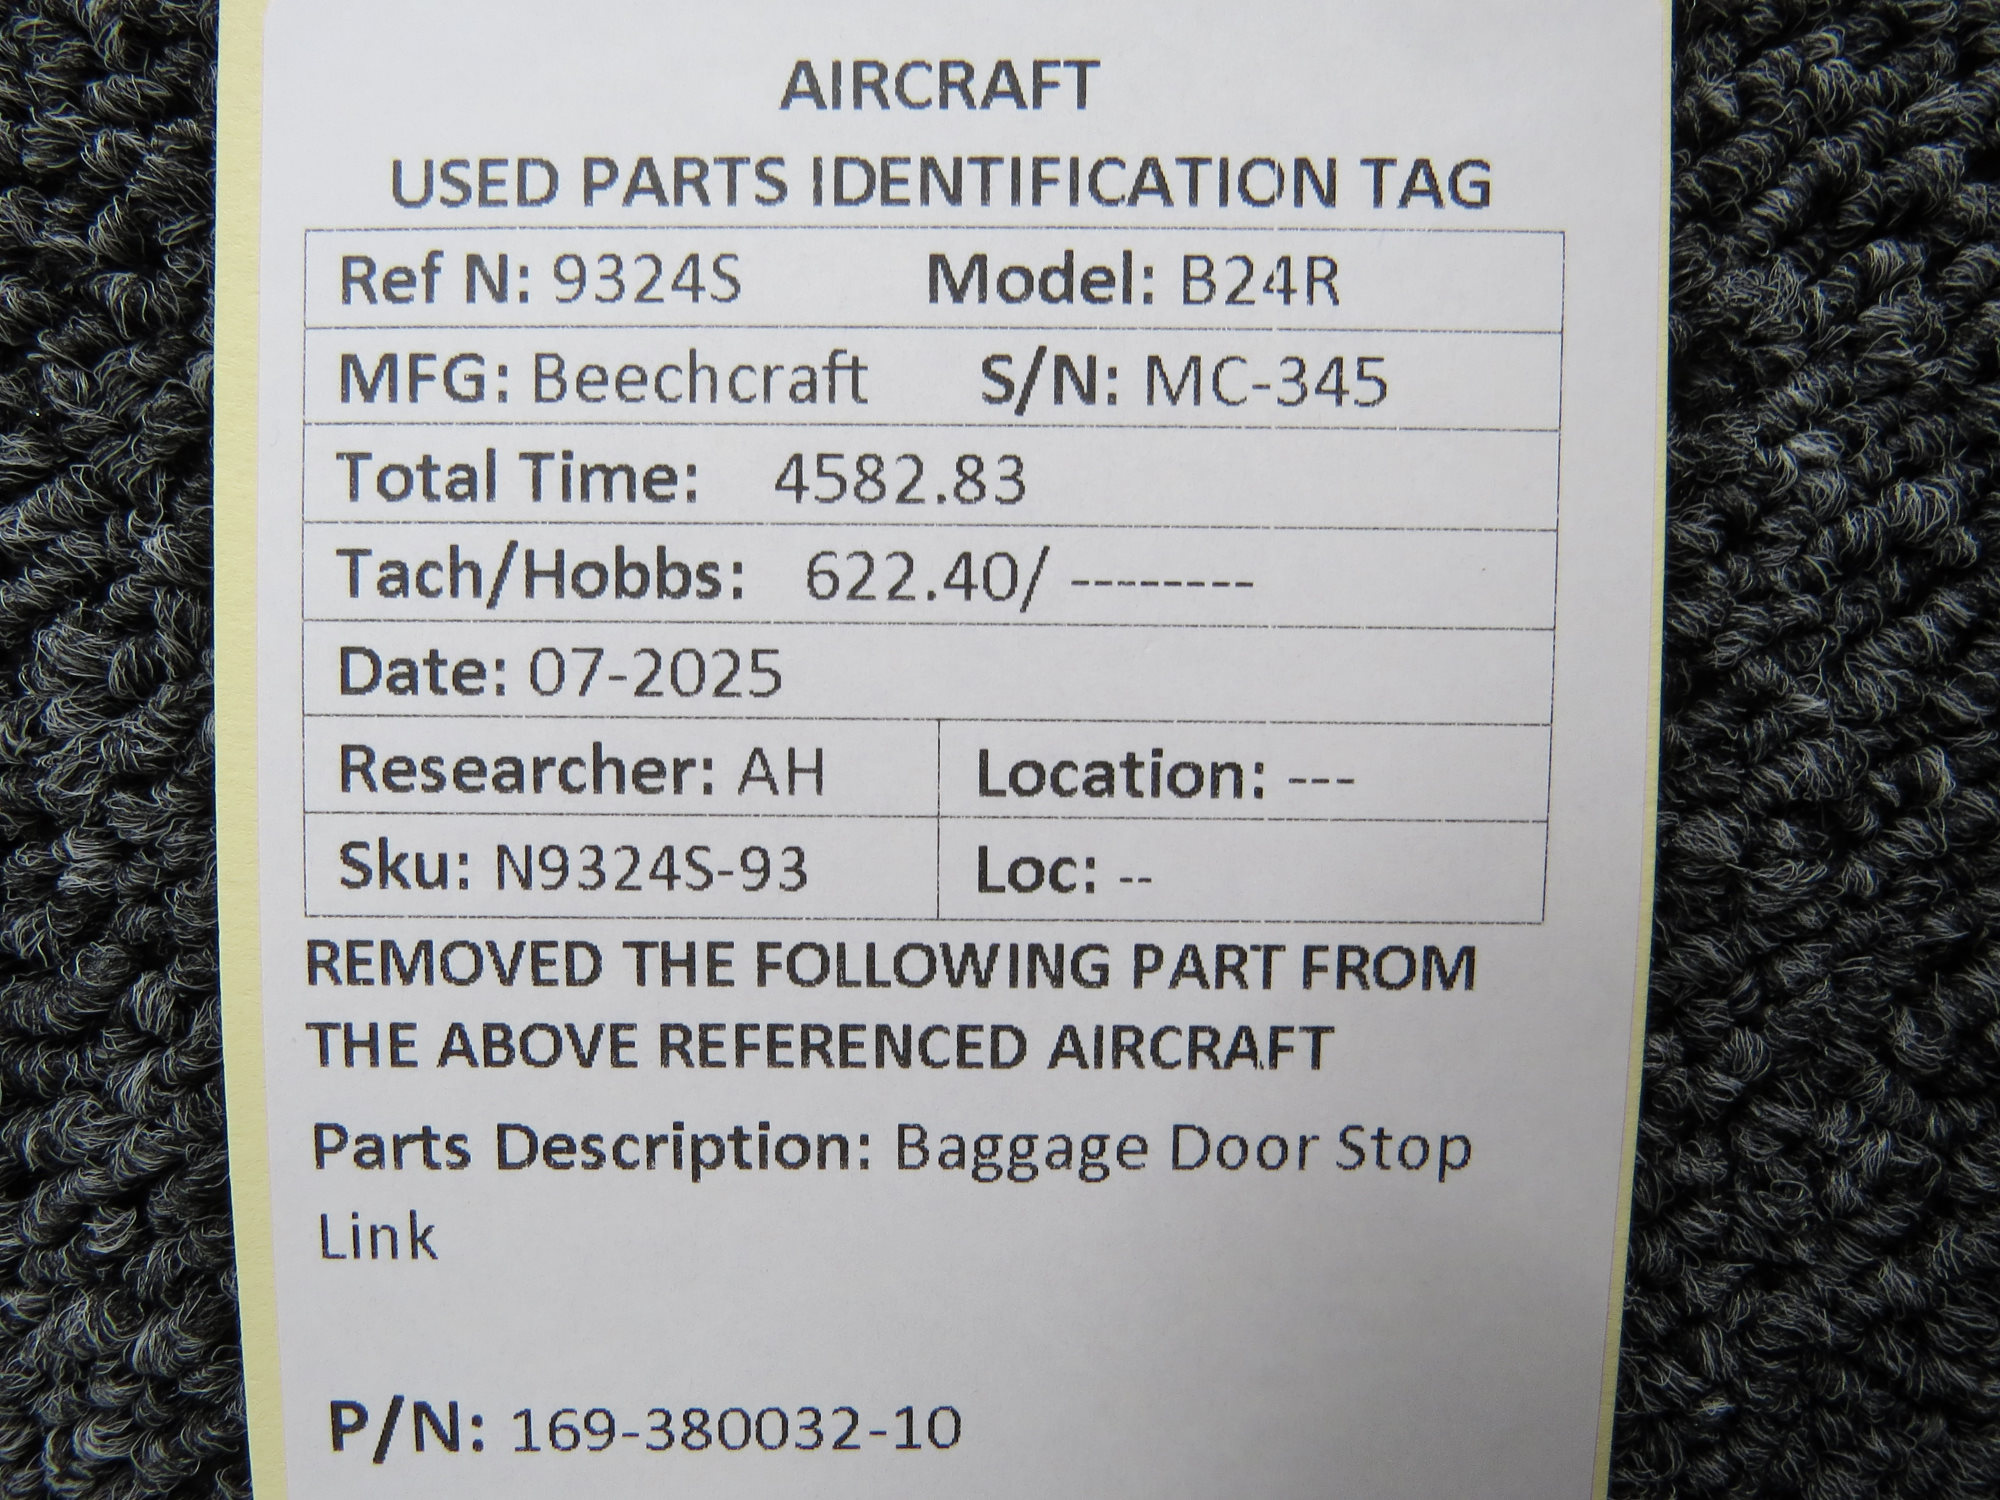 AIRCRAFT
USED PARTS IDENTIFICATION TAG
Ref N: 9324S Model: B24R
MFG: Beechcraft S/N: MC-345
Total Time: 4582.83
Tach/Hobbs: 622.40/ --------
Date: 07-2025
Researcher: AH Location: ---
Sku: N9324S-93 Loc: --
REMOVED THE FOLLOWING PART FROM
THE ABOVE REFERENCED AIRCRAFT
Parts Description: Baggage Door Stop
Link
P/N: 169-380032-10